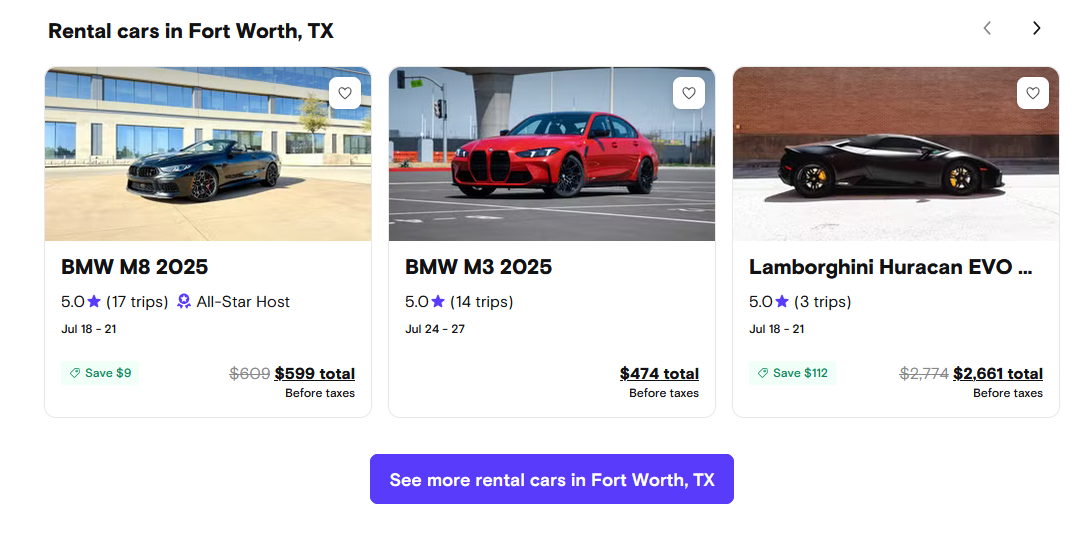 Rental cars in Fort Worth, TX
BMW M8 2025
5.0 (17 trips) All-Star Host
Jul 18 - 21
Save $9 $609 $599 total
Before taxes
BMW M3 2025
5.0 (14 trips)
Jul 24 - 27
$474 total
Before taxes
Lamborghini Huracan EVO ...
5.0 (3 trips)
Jul 18 - 21
Save $112 $2,774 $2,661 total
Before taxes
See more rental cars in Fort Worth, TX